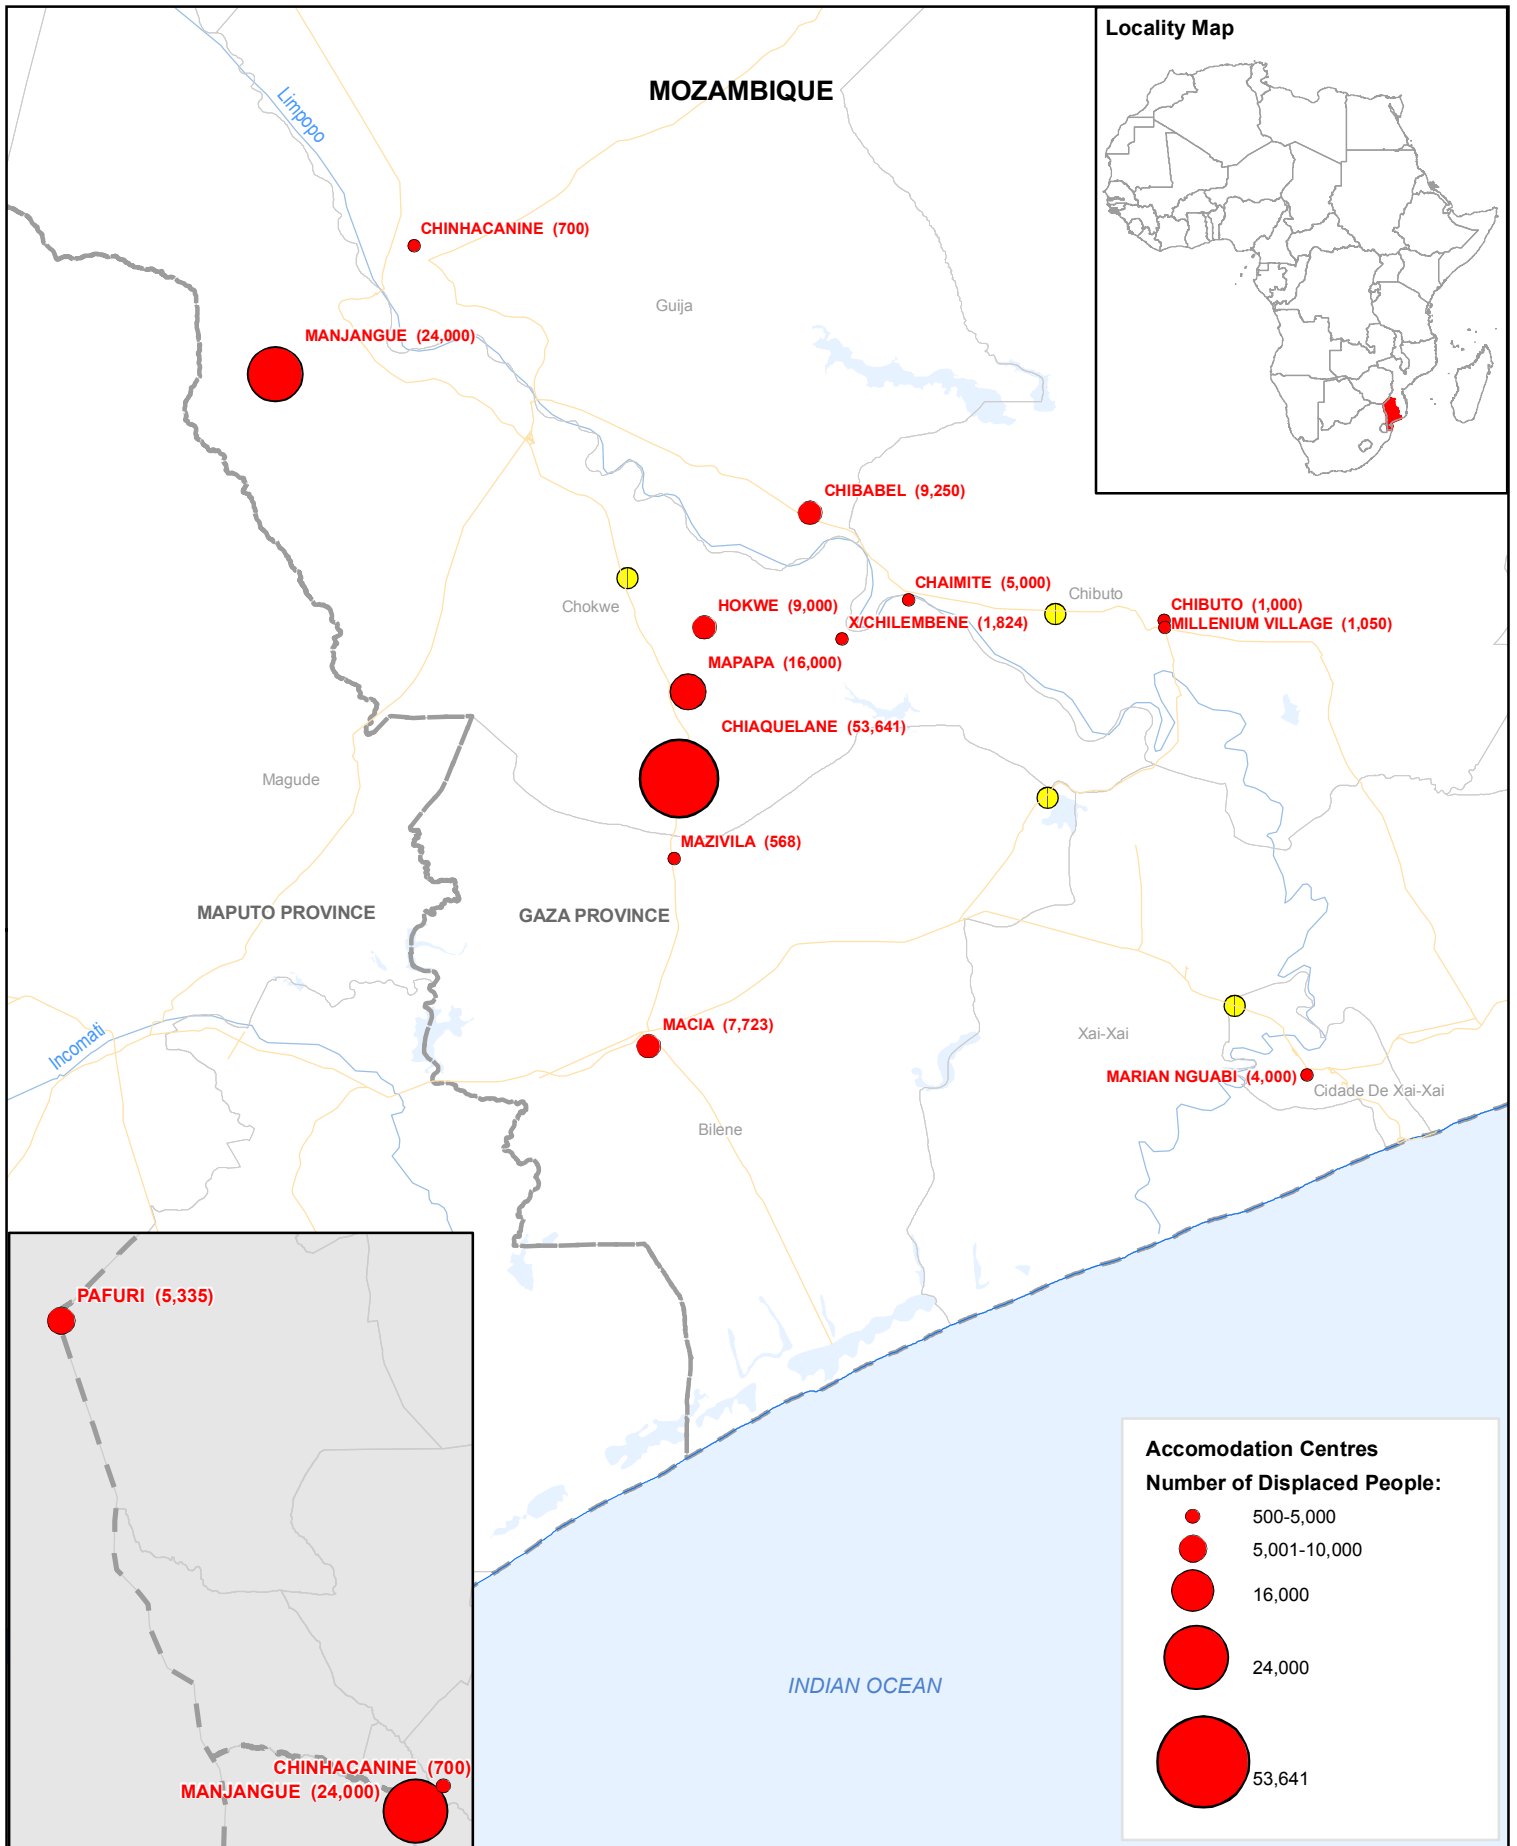 Locality Map
MOZAMBIQUE
Limpopo
CHINHACANINE (700)
Guija
MANJANGUE (24,000)
CHIBABEL (9,250)
CHAIMITE (5,000)
Chibuto
Chokwe
HOKWE (9,000)
CHIBUTO (1,000)
X/CHILEMBENE (1,824)
MILLENIUM VILLAGE (1,050)
MAPAPA (16,000)
CHIAQUELANE (53,641)
Magude
MAZIVILA (568)
MAPUTO PROVINCE
GAZA PROVINCE
Incomati
MACIA (7,723)
Xai-Xai
MARIAN NGUABI (4,000)
Cidade De Xai-Xai
Bilene
PAFURI (5,335)
CHINHACANINE (700)
MANJANGUE (24,000)
INDIAN OCEAN
Accomodation Centres
Number of Displaced People:
500-5,000
5,001-10,000
16,000
24,000
53,641